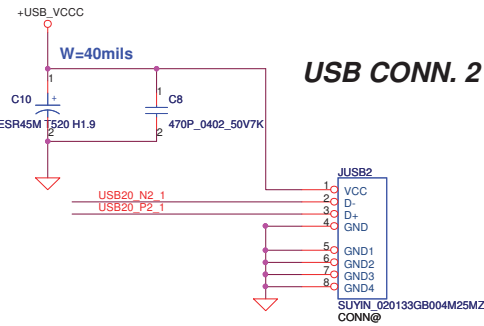 +USB_VCCC
W=40mils
USB CONN. 2
1
C10
+
2
ESR45M T520 H1.9
1
C8
2
470P_0402_50V7K
JUSB2
USB20_N2_1
USB20_P2_1
1 VCC
2 D-
3 D+
4 GND
5 GND1
6 GND2
7 GND3
8 GND4
SUYIN_020133GB004M25MZ
CONN@